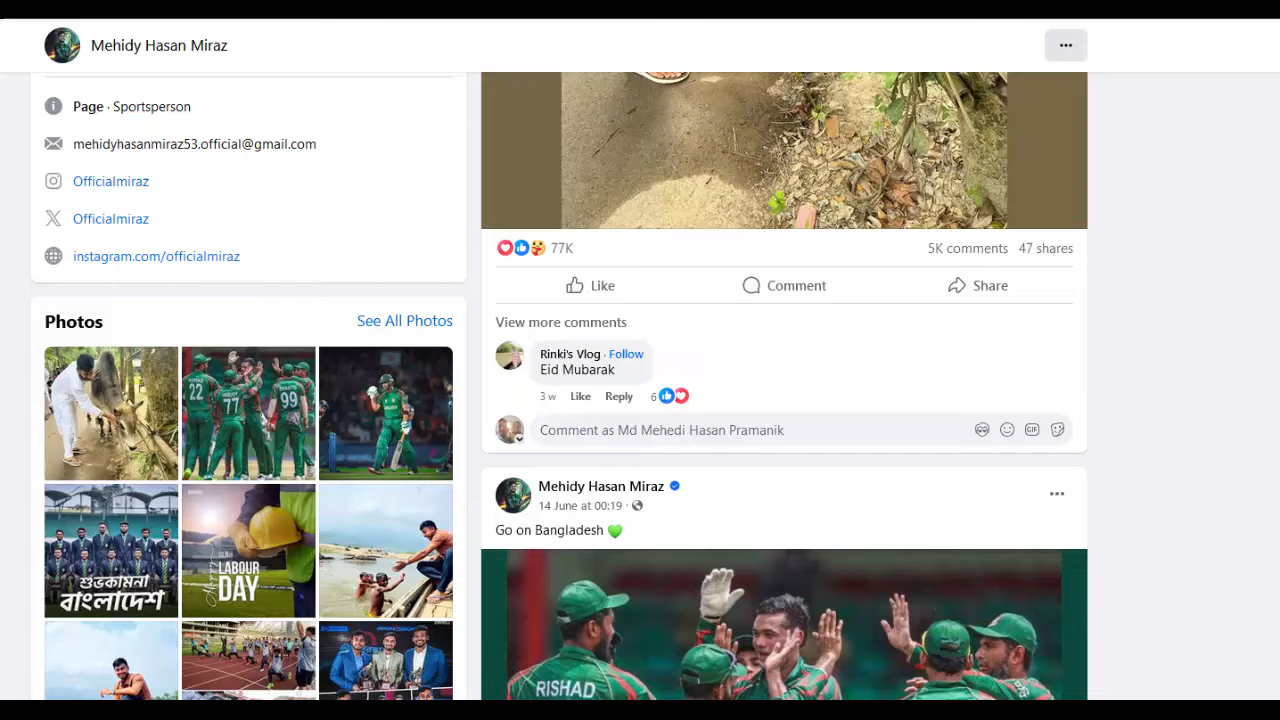 Mehidy Hasan Miraz
Page · Sportsperson
mehidyhasanmiraz53.official@gmail.com
Officialmiraz
Officialmiraz
instagram.com/officialmiraz
Photos
See All Photos
22
77
99
শুভকামনা
বাংলাদেশ
Happy
LABOUR
DAY
77K
5K comments 47 shares
Like
Comment
Share
View more comments
Rinki's Vlog · Follow
Eid Mubarak
3 w Like Reply 6
Comment as Md Mehedi Hasan Pramanik
GIF
Mehidy Hasan Miraz
14 June at 00:19 ·
Go on Bangladesh 💚
RISHAD